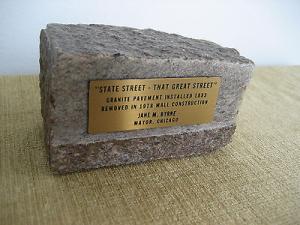 "STATE STREET - THAT GREAT STREET"
GRANITE PAVEMENT INSTALLED 1883
REMOVED IN 1978 MALL CONSTRUCTION
JANE M. BYRNE
MAYOR, CHICAGO